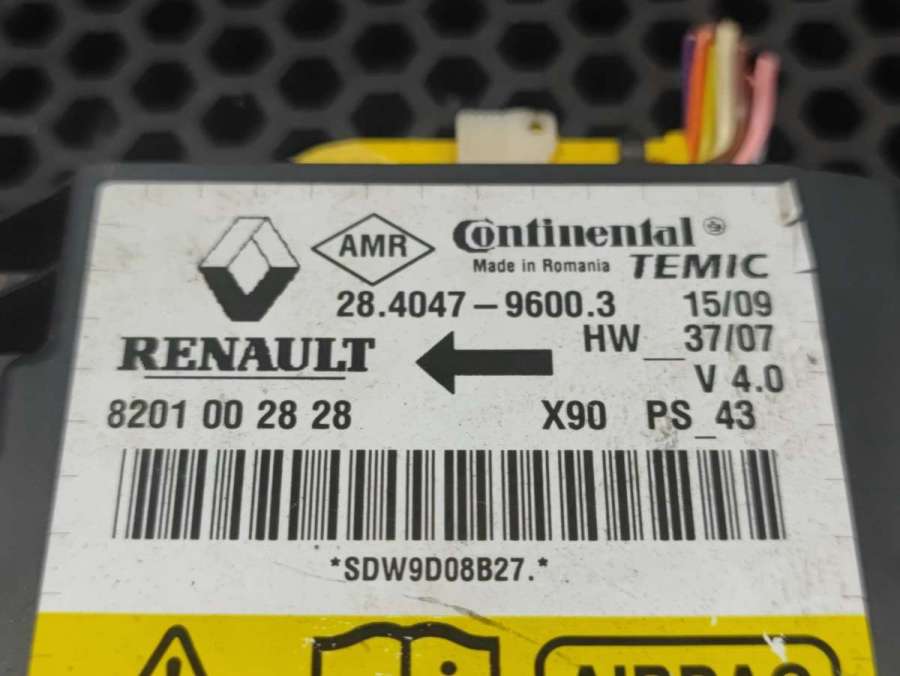 AMR
Continental
Made in Romania TEMIC
28.4047-9600.3 15/09
RENAULT
HW_37/07
V 4.0
8201 00 28 28 X90 PS_43
*SDW9D08B27.*
i AIRBAG